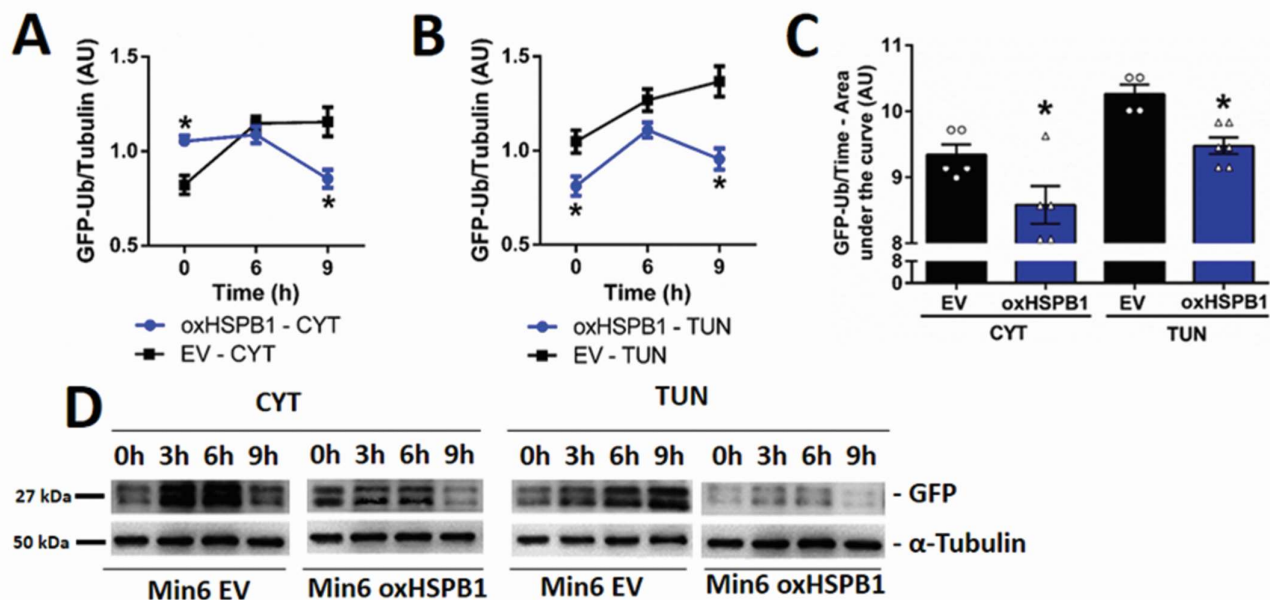 A
GFP-Ub/Tubulin (AU)
1.5
1.0
0.5
*
*
0 6 9
Time (h)
oxHSPB1 - CYT
EV - CYT
B
GFP-Ub/Tubulin (AU)
1.5
1.0
0.5
*
*
0 6 9
Time (h)
oxHSPB1 - TUN
EV - TUN
C
GFP-Ub/Time - Area
under the curve (AU)
11
10
9
8
8
0
*
*
EV oxHSPB1 EV oxHSPB1
CYT TUN
D
CYT TUN
0h 3h 6h 9h 0h 3h 6h 9h 0h 3h 6h 9h 0h 3h 6h 9h
27 kDa - GFP
50 kDa - α-Tubulin
Min6 EV Min6 oxHSPB1 Min6 EV Min6 oxHSPB1